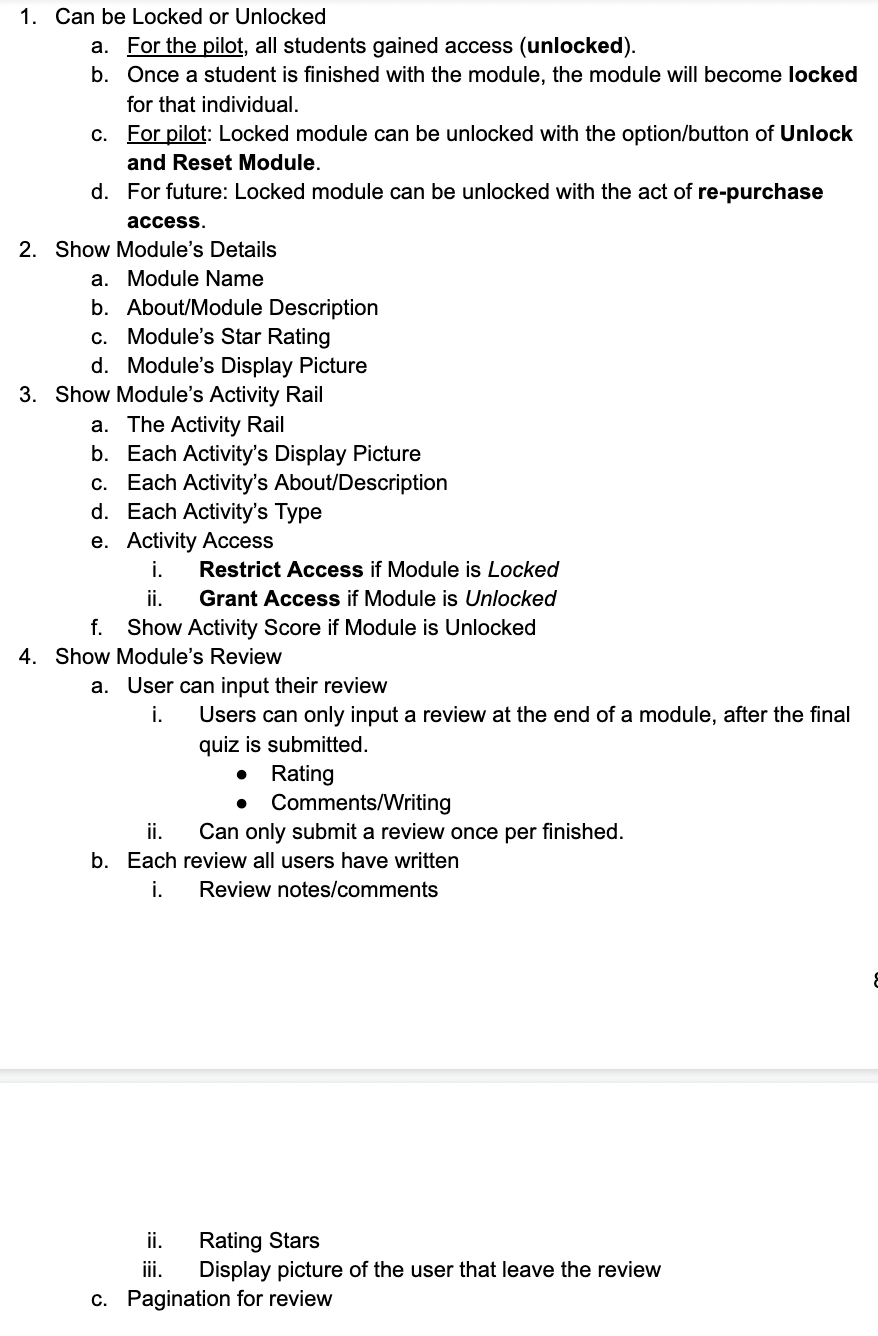 1. Can be Locked or Unlocked
a. For the pilot, all students gained access (unlocked).
b. Once a student is finished with the module, the module will become locked
for that individual.
c. For pilot: Locked module can be unlocked with the option/button of Unlock
and Reset Module.
d. For future: Locked module can be unlocked with the act of re-purchase
access.
2. Show Module's Details
a. Module Name
b. About/Module Description
c. Module's Star Rating
d. Module's Display Picture
3. Show Module's Activity Rail
a. The Activity Rail
b. Each Activity's Display Picture
c. Each Activity's About/Description
d. Each Activity's Type
e. Activity Access
i. Restrict Access if Module is Locked
ii. Grant Access if Module is Unlocked
f. Show Activity Score if Module is Unlocked
4. Show Module's Review
a. User can input their review
i. Users can only input a review at the end of a module, after the final
quiz is submitted.
● Rating
● Comments/Writing
ii. Can only submit a review once per finished.
b. Each review all users have written
i. Review notes/comments
ii. Rating Stars
iii. Display picture of the user that leave the review
c. Pagination for review